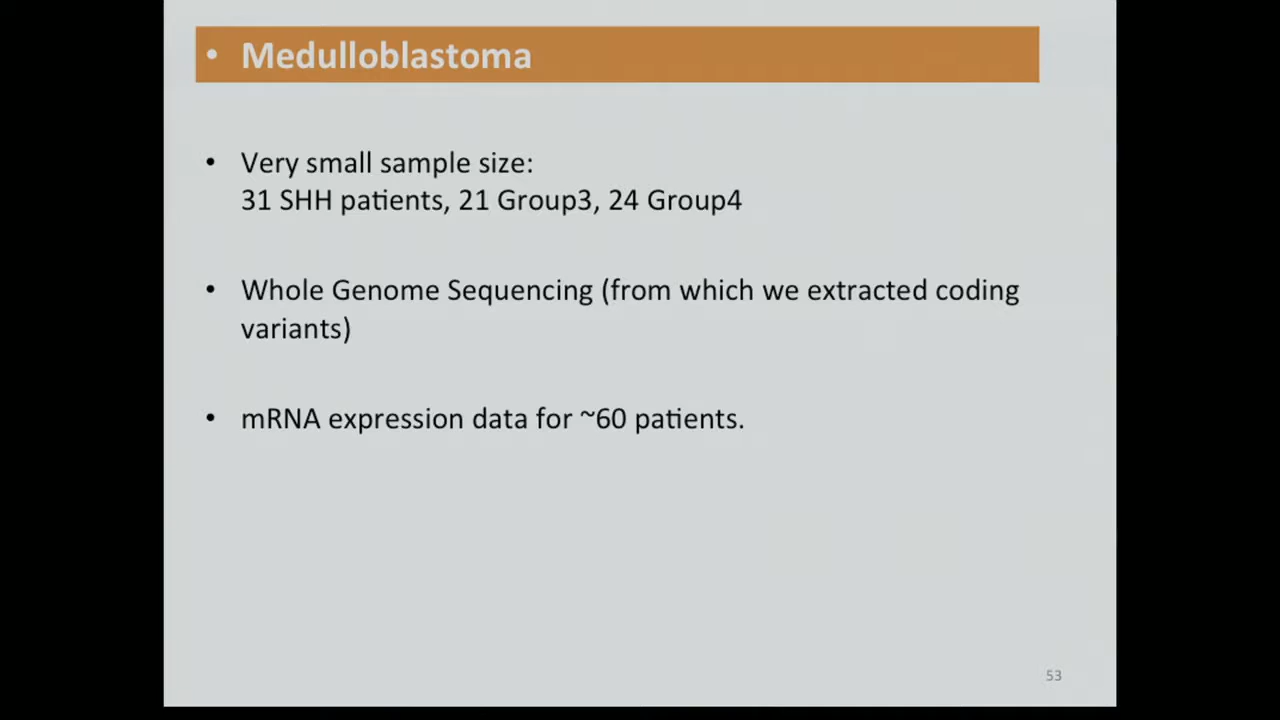 • Medulloblastoma
• Very small sample size:
31 SHH patients, 21 Group3, 24 Group4
• Whole Genome Sequencing (from which we extracted coding
variants)
• mRNA expression data for ~60 patients.
53